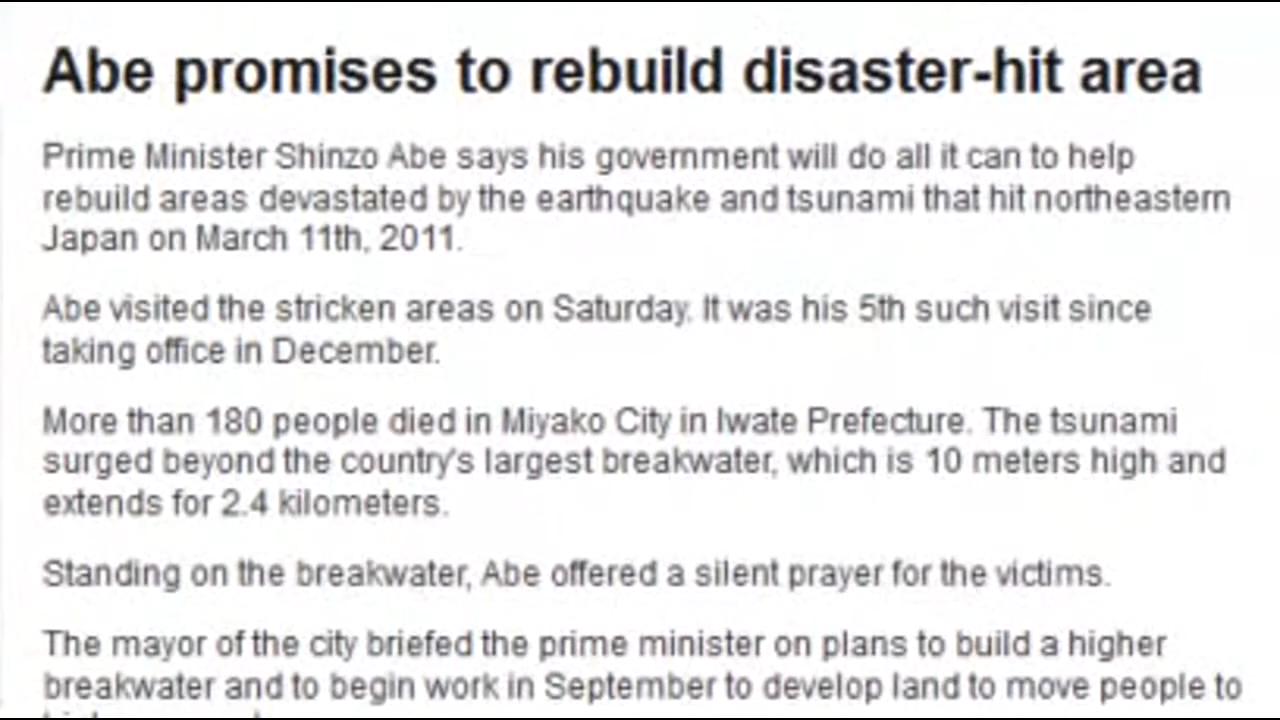 Abe promises to rebuild disaster-hit area
Prime Minister Shinzo Abe says his government will do all it can to help
rebuild areas devastated by the earthquake and tsunami that hit northeastern
Japan on March 11th, 2011.
Abe visited the stricken areas on Saturday. It was his 5th such visit since
taking office in December.
More than 180 people died in Miyako City in Iwate Prefecture. The tsunami
surged beyond the country's largest breakwater, which is 10 meters high and
extends for 2.4 kilometers.
Standing on the breakwater, Abe offered a silent prayer for the victims.
The mayor of the city briefed the prime minister on plans to build a higher
breakwater and to begin work in September to develop land to move people to